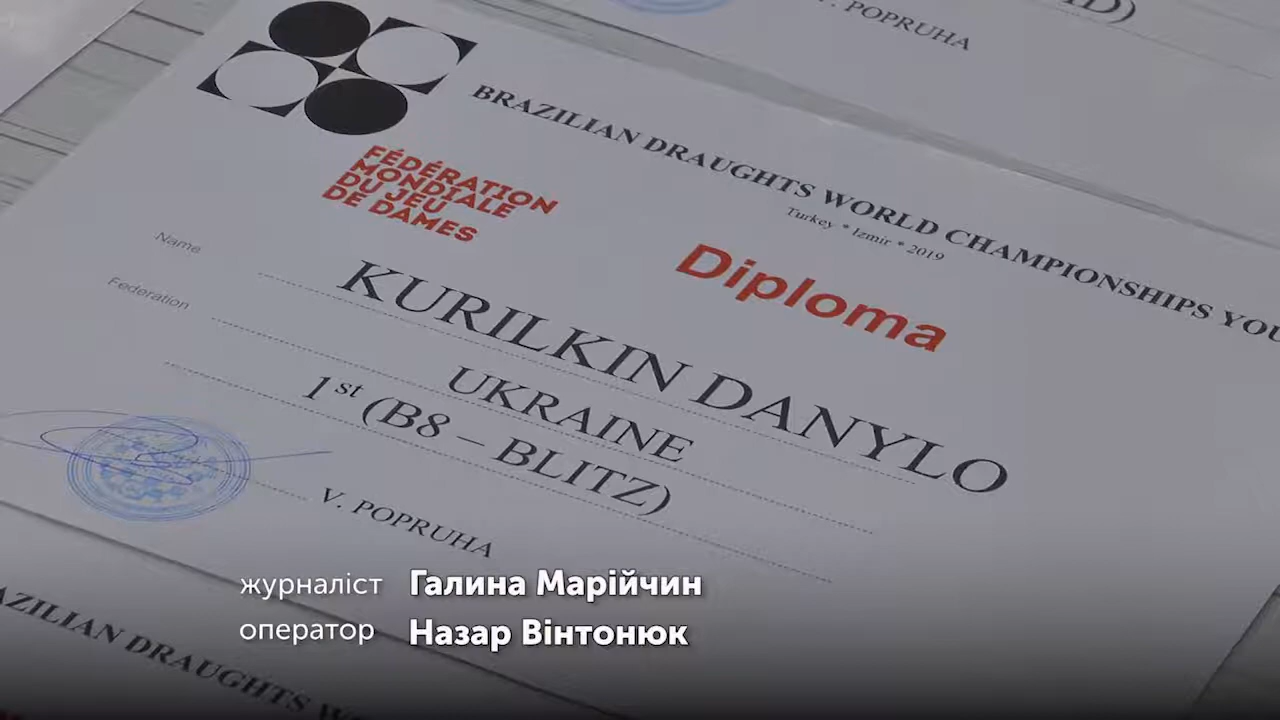 V. POPRUHA
BRAZILIAN DRAUGHTS WORLD CHAMPIONSHIPS YOU
Turkey * Izmir * 2019
FÉDÉRATION
MONDIALE
DU JEU
DE DAMES
Diploma
Name
KURILKIN DANYLO
Federation
UKRAINE
1st (B8 – BLITZ)
V. POPRUHA
журналіст Галина Марійчин
оператор Назар Вінтонюк
AZILIAN DRAUGHTS W